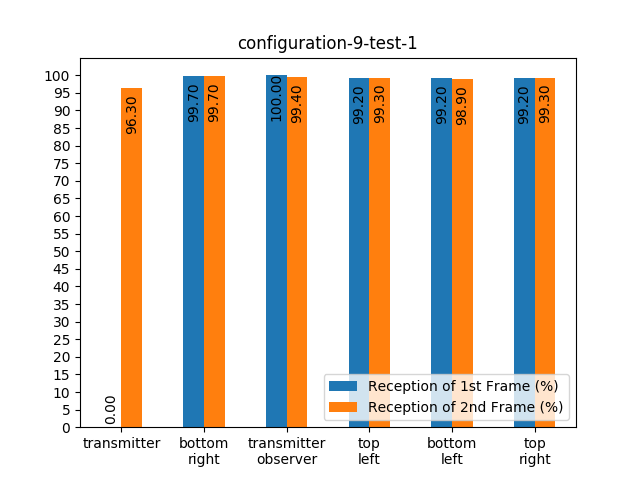 configuration-9-test-1
100
95
90
85
80
75
70
65
60
55
50
45
40
35
30
25
20
15
10
5
0
0.00
96.30
99.70
99.70
100.00
99.40
99.20
99.30
99.20
98.90
99.20
99.30
Reception of 1st Frame (%)
Reception of 2nd Frame (%)
transmitter
bottom
right
transmitter
observer
top
left
bottom
left
top
right